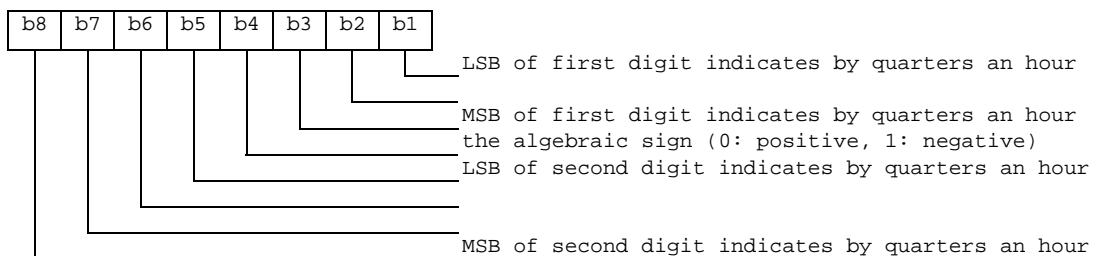 b8 b7 b6 b5 b4 b3 b2 b1
LSB of first digit indicates by quarters an hour
MSB of first digit indicates by quarters an hour
the algebraic sign (0: positive, 1: negative)
LSB of second digit indicates by quarters an hour
MSB of second digit indicates by quarters an hour